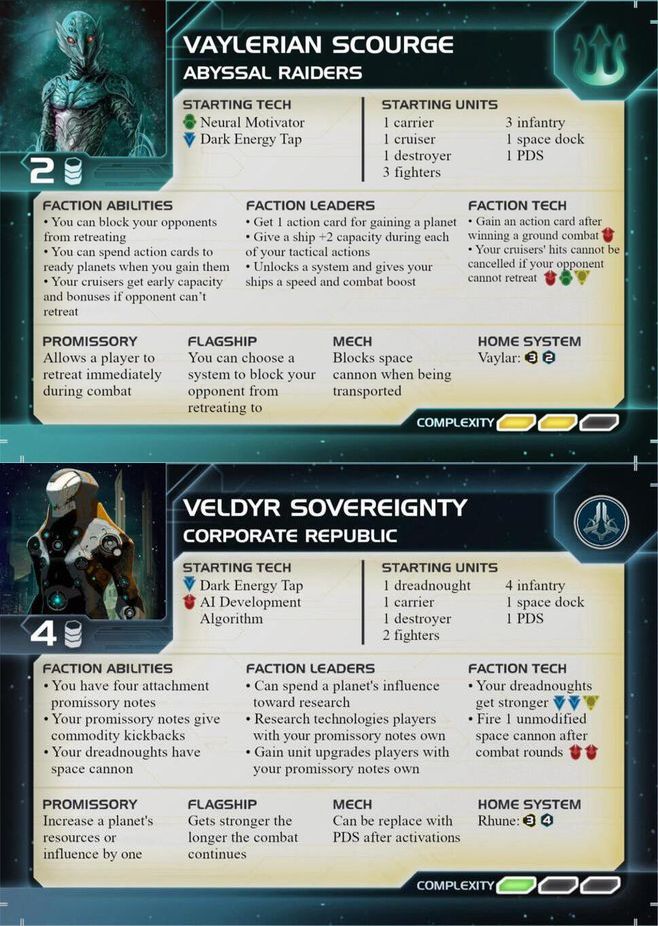 VAYLERIAN SCOURGE
ABYSSAL RAIDERS
2
STARTING TECH
Neural Motivator
Dark Energy Tap
STARTING UNITS
1 carrier
1 cruiser
1 destroyer
3 fighters
3 infantry
1 space dock
1 PDS
FACTION ABILITIES
• You can block your opponents
from retreating
• You can spend action cards to
ready planets when you gain them
• Your cruisers get early capacity
and bonuses if opponent can't
retreat
FACTION LEADERS
• Get 1 action card for gaining a planet
• Give a ship +2 capacity during each
of your tactical actions
• Unlocks a system and gives your
ships a speed and combat boost
FACTION TECH
• Gain an action card after
winning a ground combat
• Your cruisers' hits cannot be
cancelled if your opponent
cannot retreat
PROMISSORY
Allows a player to
retreat immediately
during combat
FLAGSHIP
You can choose a
system to block your
opponent from
retreating to
MECH
Blocks space
cannon when being
transported
HOME SYSTEM
Vaylar: 3 2
COMPLEXITY
VELDYR SOVEREIGNTY
CORPORATE REPUBLIC
4
STARTING TECH
Dark Energy Tap
AI Development
Algorithm
STARTING UNITS
1 dreadnought
1 carrier
1 destroyer
2 fighters
4 infantry
1 space dock
1 PDS
FACTION ABILITIES
• You have four attachment
promissory notes
• Your promissory notes give
commodity kickbacks
• Your dreadnoughts have
space cannon
FACTION LEADERS
• Can spend a planet's influence
toward research
• Research technologies players
with your promissory notes own
• Gain unit upgrades players with
your promissory notes own
FACTION TECH
• Your dreadnoughts
get stronger
• Fire 1 unmodified
space cannon after
combat rounds
PROMISSORY
Increase a planet's
resources or
influence by one
FLAGSHIP
Gets stronger the
longer the combat
continues
MECH
Can be replace with
PDS after activations
HOME SYSTEM
Rhune: 3 4
COMPLEXITY